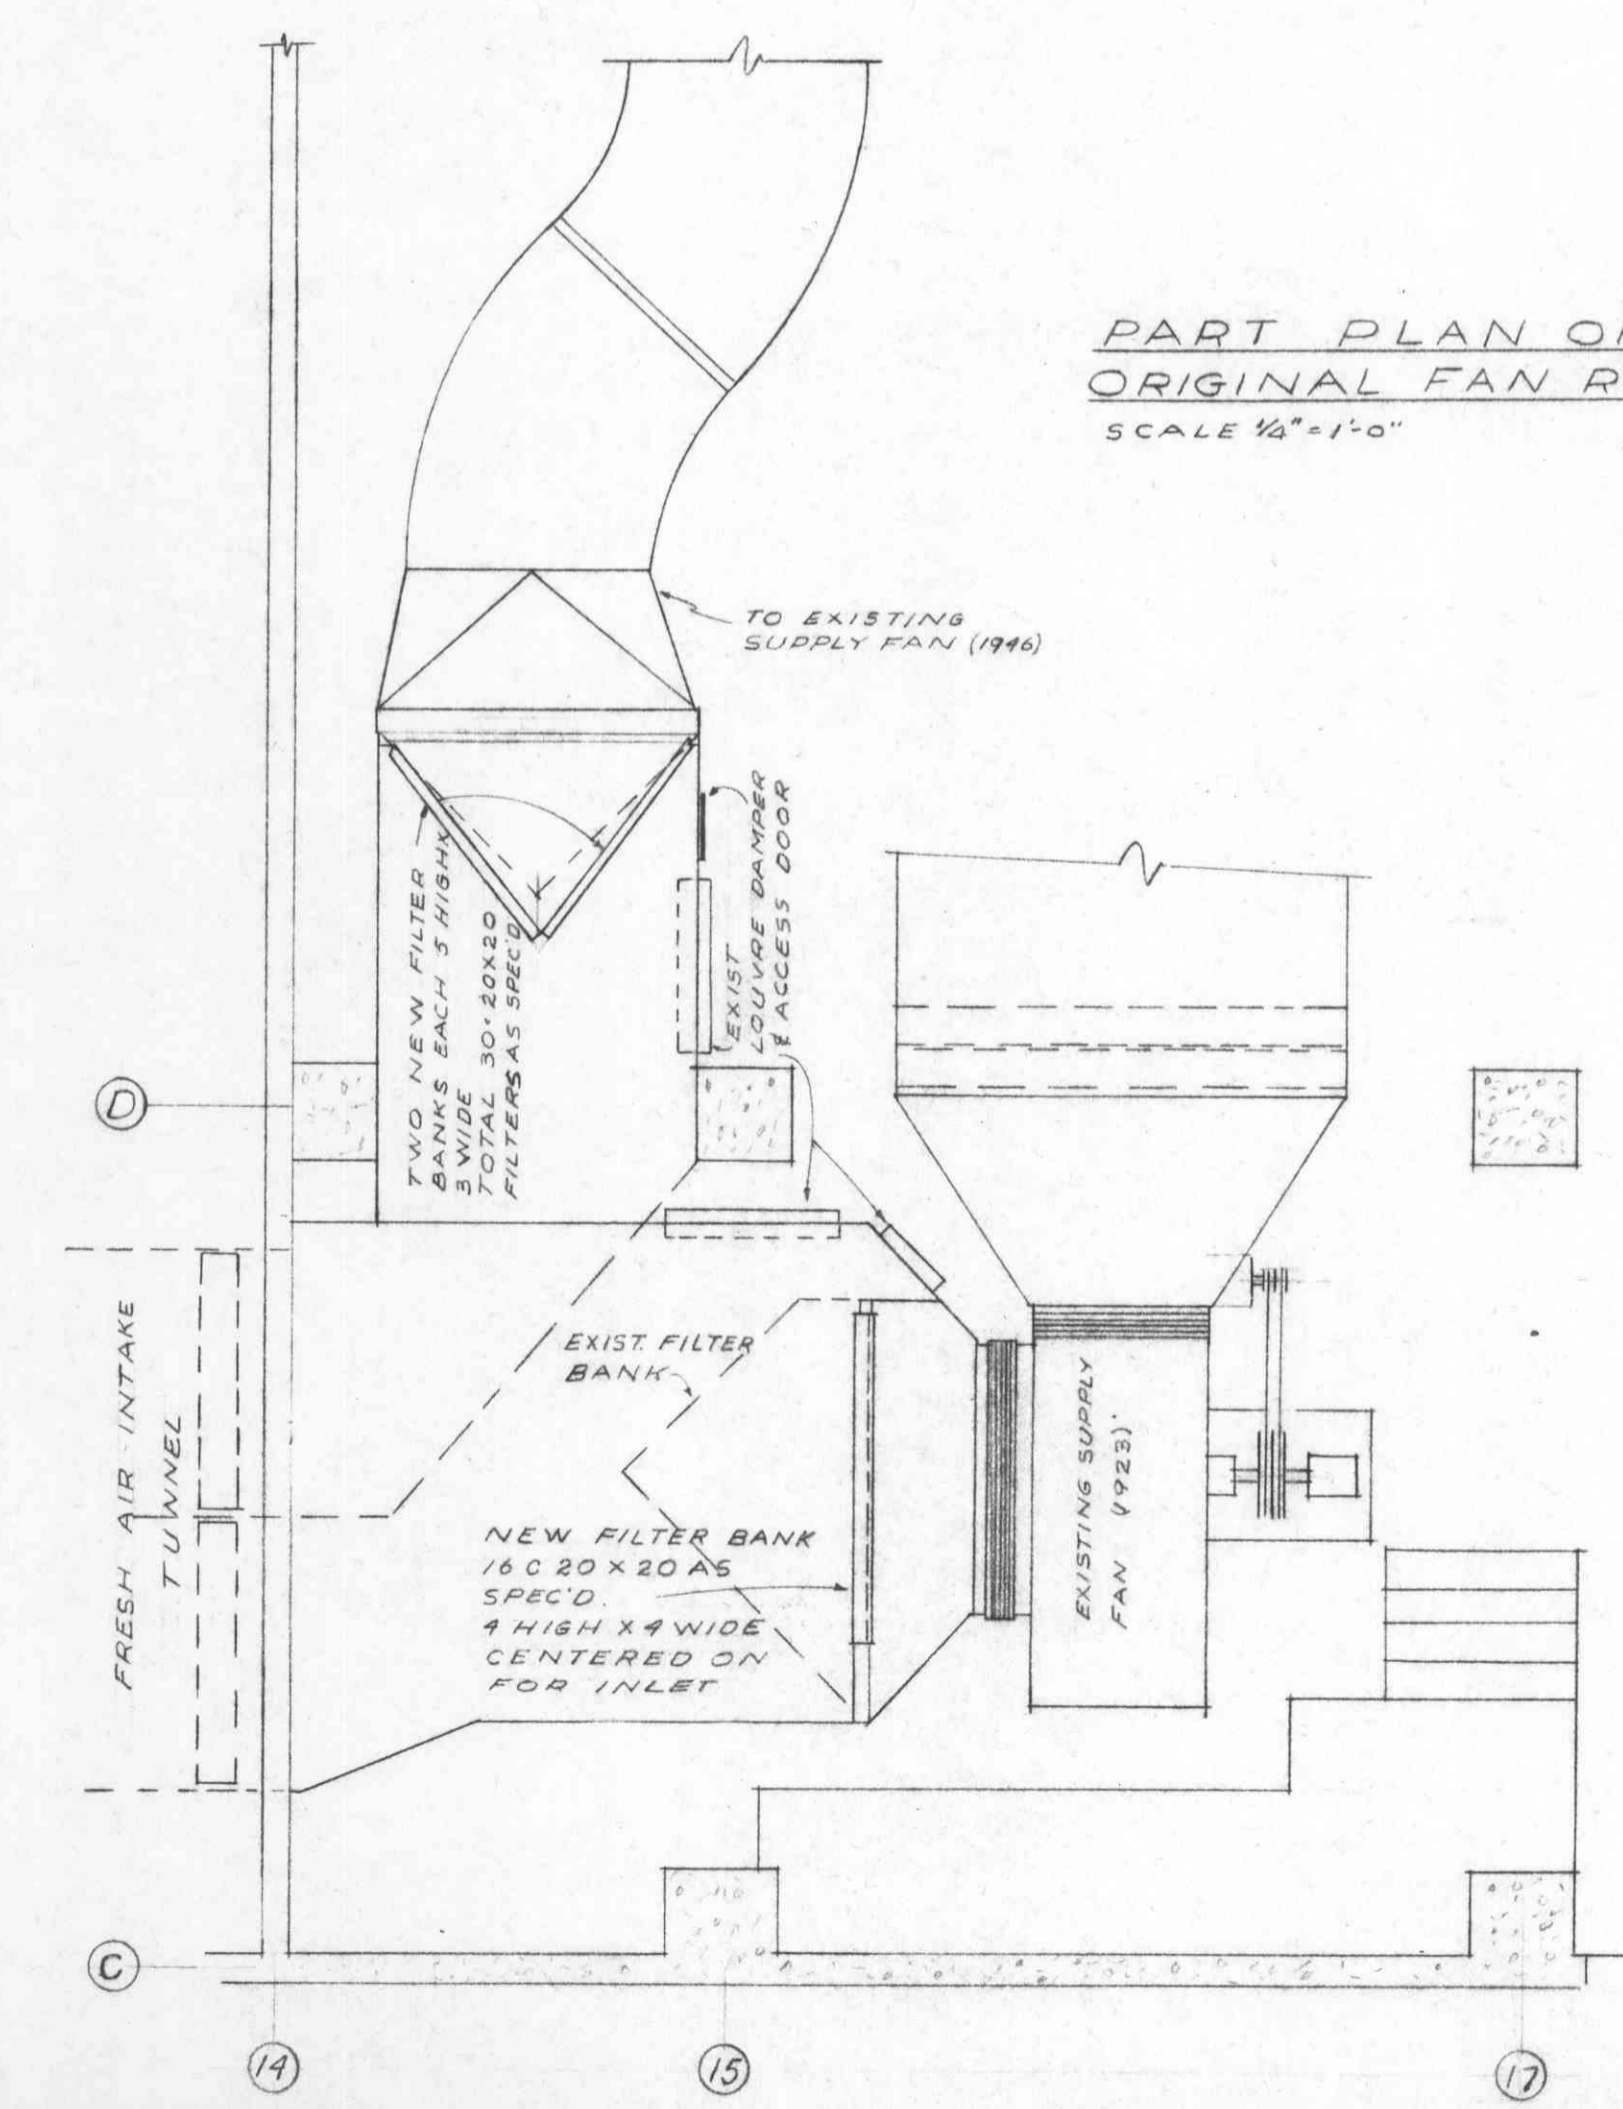 PART PLAN OF
ORIGINAL FAN R
SCALE 1/4" = 1'-0"
TO EXISTING
SUPPLY FAN (1946)
TWO NEW FILTER
BANKS EACH 5 HIGH X
3 WIDE
TOTAL 30-20X20
FILTERS AS SPEC'D
EXIST
LOUVRE DAMPER
& ACCESS DOOR
D
FRESH AIR INTAKE
TUNNEL
EXIST. FILTER
BANK
NEW FILTER BANK
16 C 20 X 20 AS
SPEC'D.
4 HIGH X 4 WIDE
CENTERED ON
FOR INLET
EXISTING SUPPLY
FAN (1923)
C
14
15
17